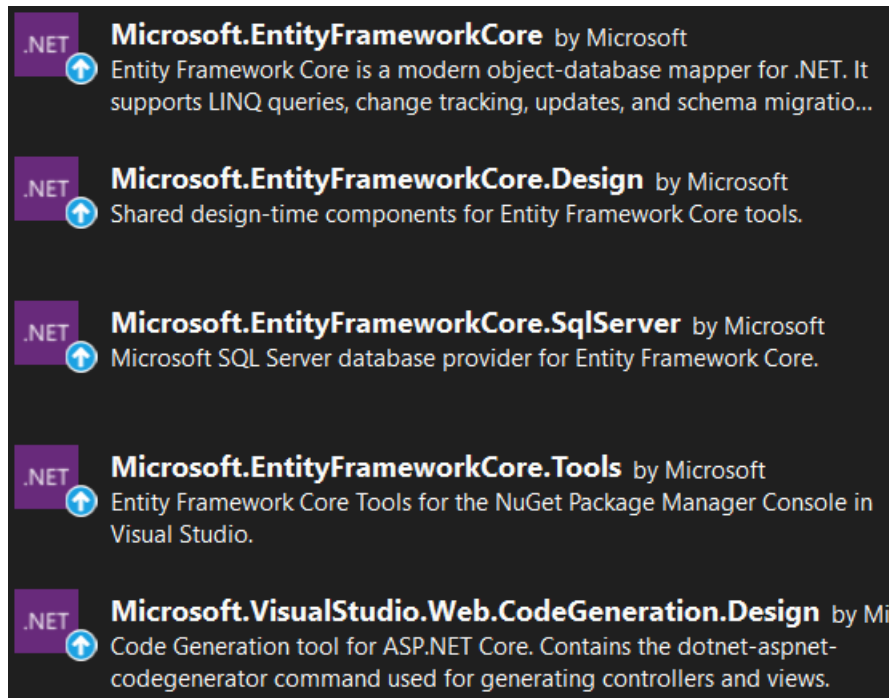 .NET
Microsoft.EntityFrameworkCore by Microsoft
Entity Framework Core is a modern object-database mapper for .NET. It
supports LINQ queries, change tracking, updates, and schema migratio...
.NET
Microsoft.EntityFrameworkCore.Design by Microsoft
Shared design-time components for Entity Framework Core tools.
.NET
Microsoft.EntityFrameworkCore.SqlServer by Microsoft
Microsoft SQL Server database provider for Entity Framework Core.
.NET
Microsoft.EntityFrameworkCore.Tools by Microsoft
Entity Framework Core Tools for the NuGet Package Manager Console in
Visual Studio.
.NET
Microsoft.VisualStudio.Web.CodeGeneration.Design by Mi
Code Generation tool for ASP.NET Core. Contains the dotnet-aspnet-
codegenerator command used for generating controllers and views.